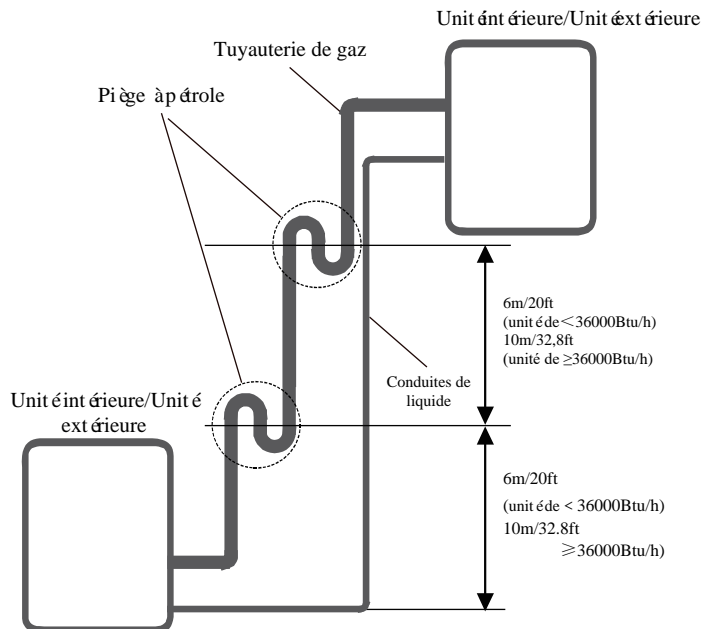 Unité intérieure/Unité extérieure
Tuyauterie de gaz
Piège à pétrole
6m/20ft
(unité de <36000Btu/h)
10m/32,8ft
(unité de ≥36000Btu/h)
Conduites de
liquide
Unité intérieure/Unité
extérieure
6m/20ft
(unité de < 36000Btu/h)
10m/32.8ft
≥36000Btu/h)